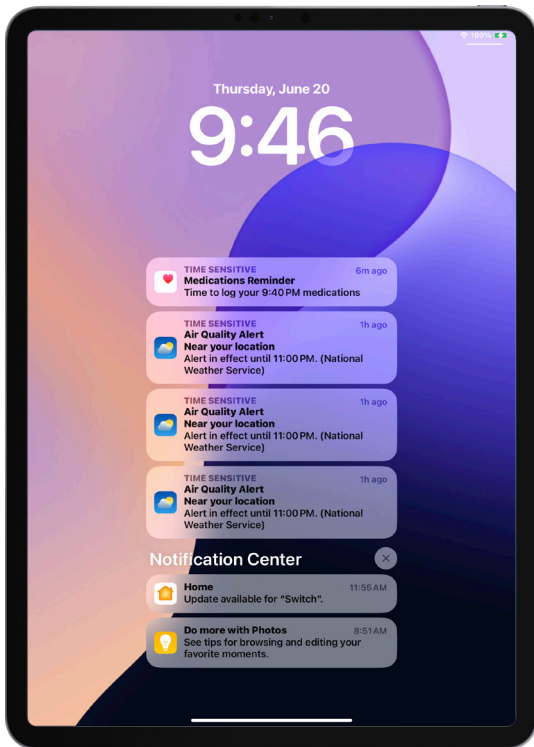 100%
Thursday, June 20
9:46
TIME SENSITIVE
6m ago
Medications Reminder
Time to log your 9:40 PM medications
TIME SENSITIVE
1h ago
Air Quality Alert
Near your location
Alert in effect until 11:00 PM. (National
Weather Service)
TIME SENSITIVE
1h ago
Air Quality Alert
Near your location
Alert in effect until 11:00 PM. (National
Weather Service)
TIME SENSITIVE
1h ago
Air Quality Alert
Near your location
Alert in effect until 11:00 PM. (National
Weather Service)
Notification Center
Home
11:55 AM
Update available for “Switch”.
Do more with Photos
8:51 AM
See tips for browsing and editing your
favorite moments.